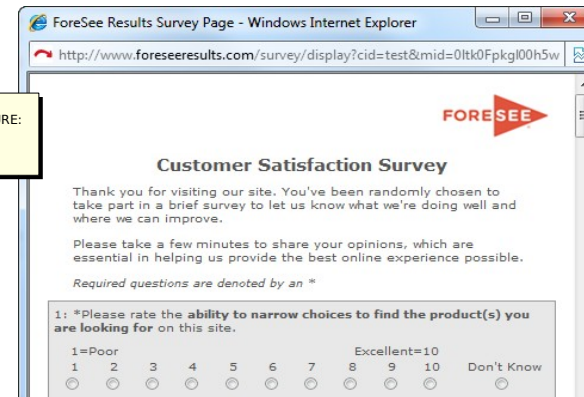 ForeSee Results Survey Page - Windows Internet Explorer
http://www.foreseeresults.com/survey/display?cid=test&mid=0Itk0Fpkgl00h5w
URE:
FORESEE
Customer Satisfaction Survey
Thank you for visiting our site. You've been randomly chosen to
take part in a brief survey to let us know what we're doing well and
where we can improve.
Please take a few minutes to share your opinions, which are
essential in helping us provide the best online experience possible.
Required questions are denoted by an *
1: *Please rate the ability to narrow choices to find the product(s) you
are looking for on this site.
1=Poor Excellent=10
1 2 3 4 5 6 7 8 9 10 Don't Know